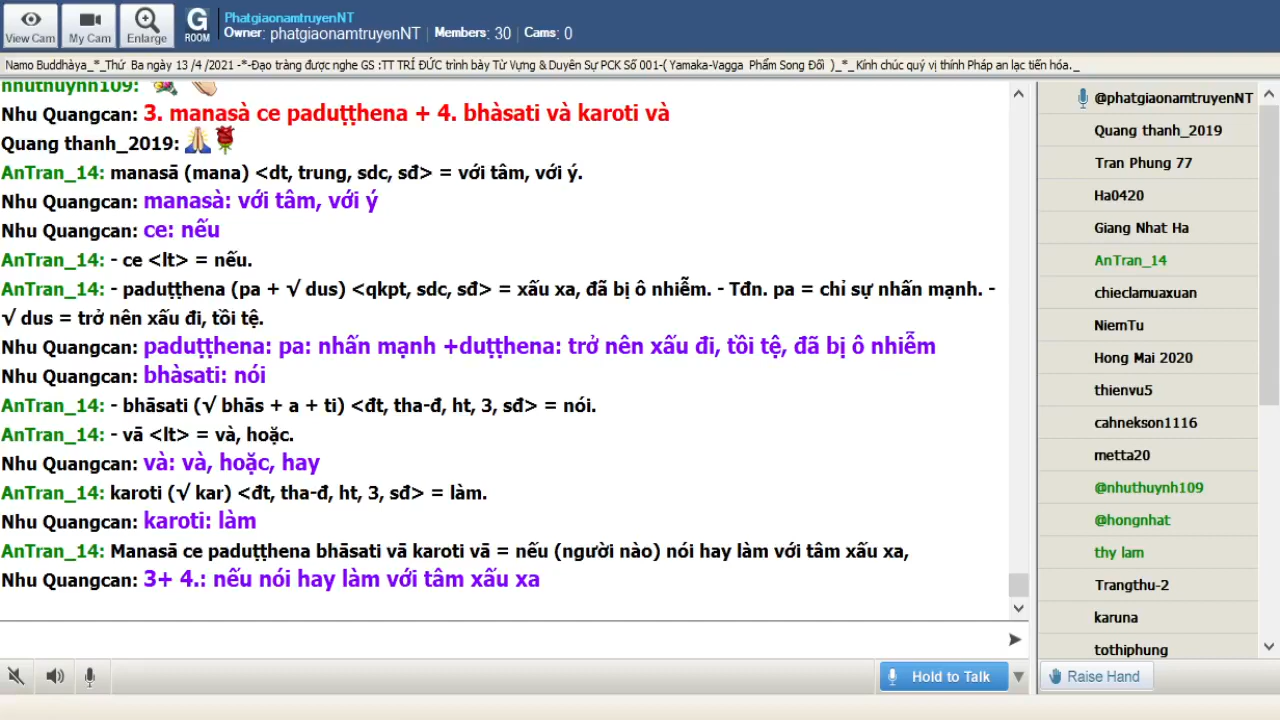 View Cam
My Cam
Enlarge
G
ROOM
PhatgiaonamtruyenNT
Owner: phatgiaonamtruyenNT | Members: 30 | Cams: 0
Namo Buddhàya_*_Thứ Ba ngày 13 /4 /2021 -*-Đạo tràng được nghe GS :TT TRÍ ĐỨC trình bày Từ Vựng & Duyên Sự PCK Số 001-( Yamaka-Vagga Phẩm Song Đối )_*_ Kính chúc quý vị thính Pháp an lạc tiến hóa._
nhuthuynh109:
Nhu Quangcan: 3. manasà ce paduṭṭhena + 4. bhàsati và karoti và
Quang thanh_2019:
AnTran_14: manasā (mana) <dt, trung, sdc, sđ> = với tâm, với ý.
Nhu Quangcan: manasà: với tâm, với ý
Nhu Quangcan: ce: nếu
AnTran_14: - ce <lt> = nếu.
AnTran_14: - paduṭṭhena (pa + √ dus) <qkpt, sdc, sđ> = xấu xa, đã bị ô nhiễm. - Tđn. pa = chỉ sự nhấn mạnh. -
√ dus = trở nên xấu đi, tồi tệ.
Nhu Quangcan: paduṭṭhena: pa: nhấn mạnh +duṭṭhena: trở nên xấu đi, tồi tệ, đã bị ô nhiễm
Nhu Quangcan: bhàsati: nói
AnTran_14: - bhāsati (√ bhās + a + ti) <đt, tha-đ, ht, 3, sđ> = nói.
AnTran_14: - vā <lt> = và, hoặc.
Nhu Quangcan: và: và, hoặc, hay
AnTran_14: karoti (√ kar) <đt, tha-đ, ht, 3, sđ> = làm.
Nhu Quangcan: karoti: làm
AnTran_14: Manasā ce paduṭṭhena bhāsati vā karoti vā = nếu (người nào) nói hay làm với tâm xấu xa,
Nhu Quangcan: 3+ 4.: nếu nói hay làm với tâm xấu xa
@phatgiaonamtruyenNT
Quang thanh_2019
Tran Phung 77
Ha0420
Giang Nhat Ha
AnTran_14
chieclamuaxuan
NiemTu
Hong Mai 2020
thienvu5
cahnekson1116
metta20
@nhuthuynh109
@hongnhat
thy lam
Trangthu-2
karuna
tothiphung
Hold to Talk
Raise Hand